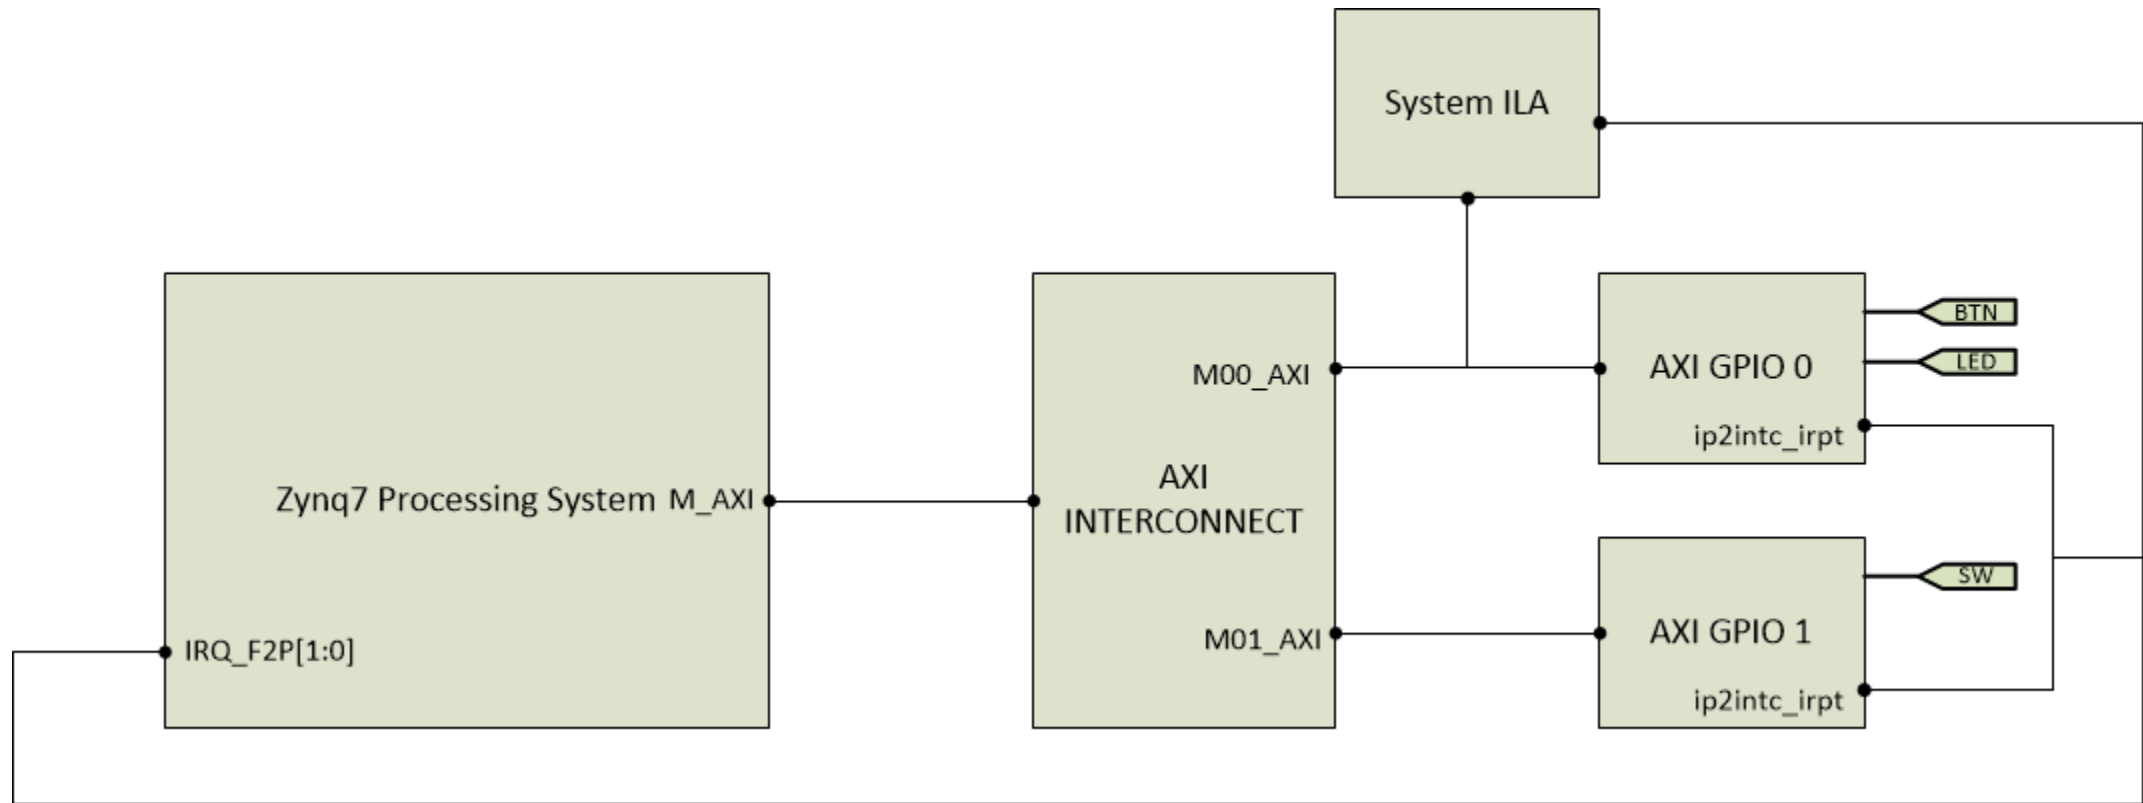 System ILA
Zynq7 Processing System M_AXI
IRQ_F2P[1:0]
M00_AXI
AXI
INTERCONNECT
M01_AXI
AXI GPIO 0
ip2intc_irpt
BTN
LED
AXI GPIO 1
ip2intc_irpt
SW